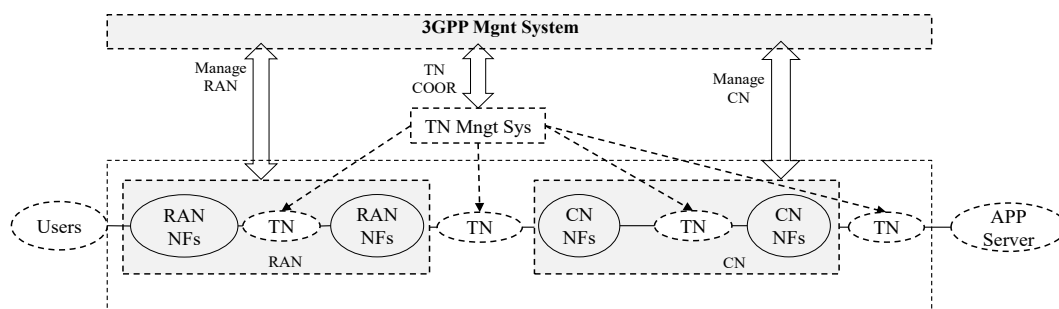 3GPP Mgnt System
Manage
RAN
TN
COOR
Manage
CN
TN Mngt Sys
Users
RAN
NFs
TN
RAN
NFs
TN
CN
NFs
TN
CN
NFs
TN
APP
Server
RAN
CN